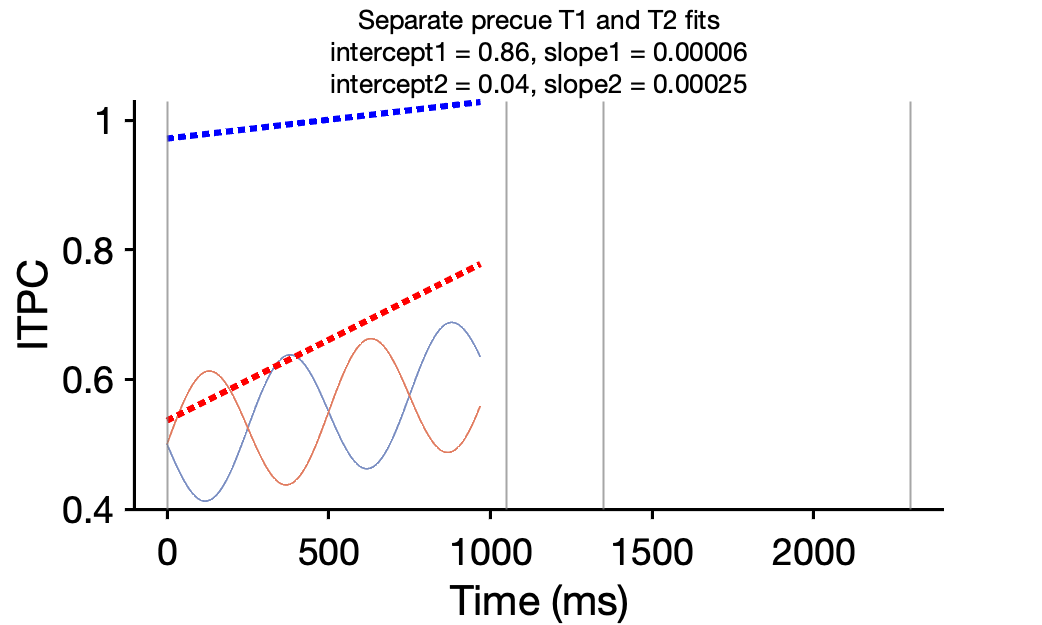 Separate precue T1 and T2 fits
intercept1 = 0.86, slope1 = 0.00006
intercept2 = 0.04, slope2 = 0.00025
1
0.8
0.6
0.4
ITPC
0 500 1000 1500 2000
Time (ms)